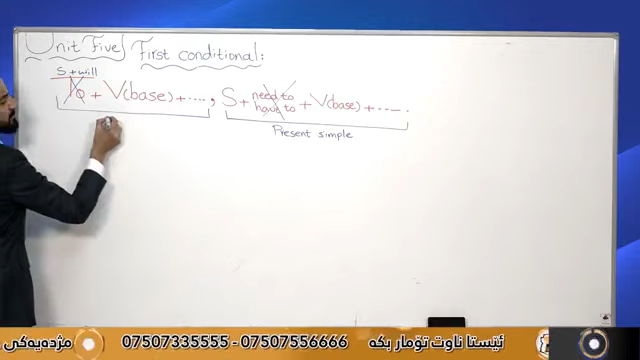 Unit Five First conditional:
S + will
To + V(base) + ...., S + need to have to + V(base) + .... .
Present simple
مژدەیەکی 07507335555 - 07507556666 ئێستا ناوت تۆمار بکە